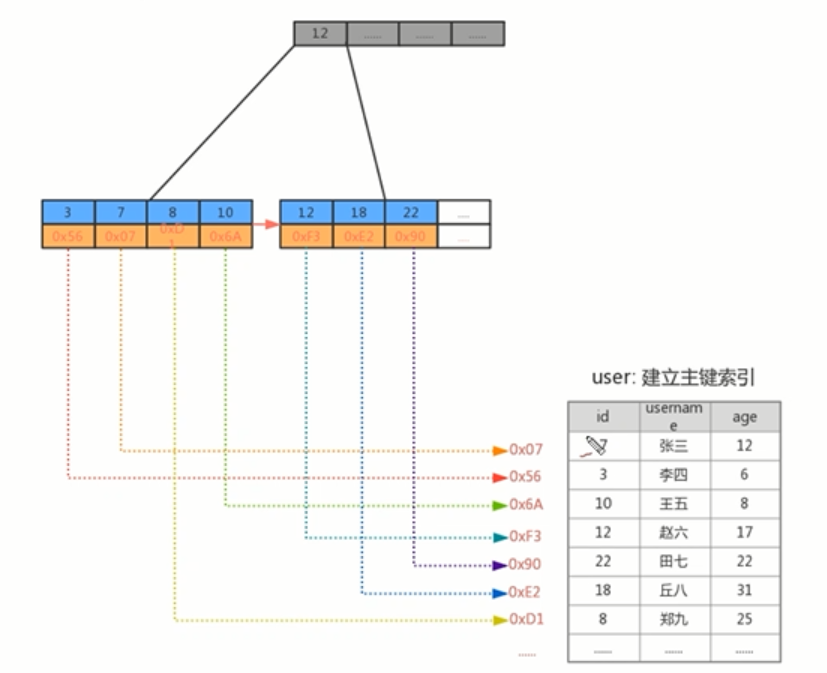 12 ...... ...... ......
3 7 8 10
0x56 0x07 0xD 0x6A
1
12 18 22 ....
0xF3 0xE2 0x90 ....
user: 建立主键索引
id username age
0x07 7 张三 12
0x56 3 李四 6
0x6A 10 王五 8
0xF3 12 赵六 17
0x90 22 田七 22
0xE2 18 丘八 31
0xD1 8 郑九 25
...... ...... ...... ......